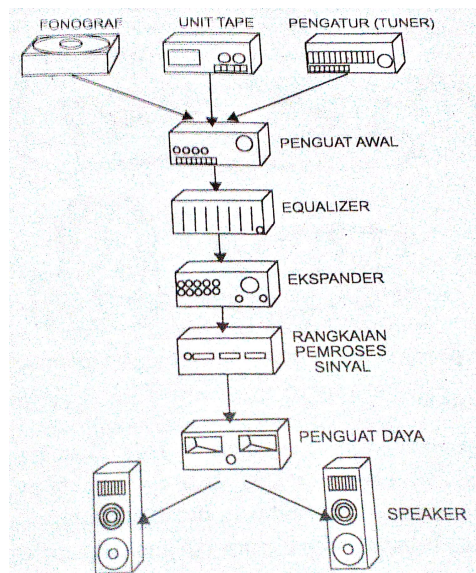 FONOGRAF
UNIT TAPE
PENGATUR (TUNER)
PENGUAT AWAL
EQUALIZER
EKSPANDER
RANGKAIAN
PEMROSES
SINYAL
PENGUAT DAYA
SPEAKER